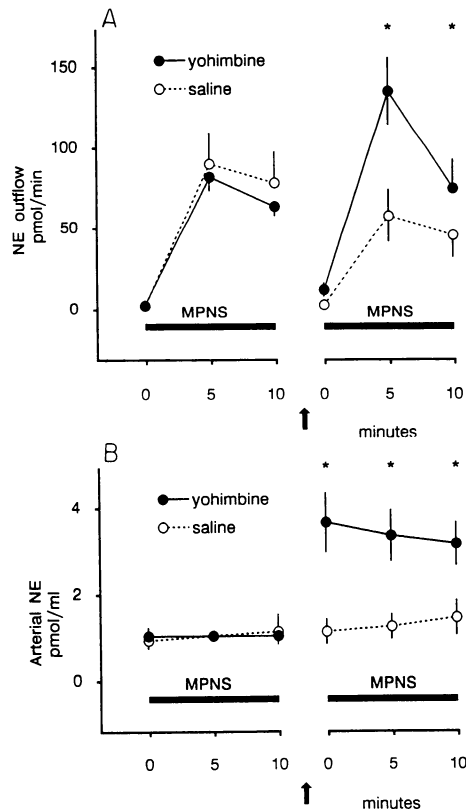 A
* *
150
100
50
0
NE outflow
pmol/min
yohimbine
saline
MPNS
MPNS
0 5 10 0 5 10
minutes
B
* * *
4
2
0
Arterial NE
pmol/ml
yohimbine
saline
MPNS
MPNS
0 5 10 0 5 10
minutes